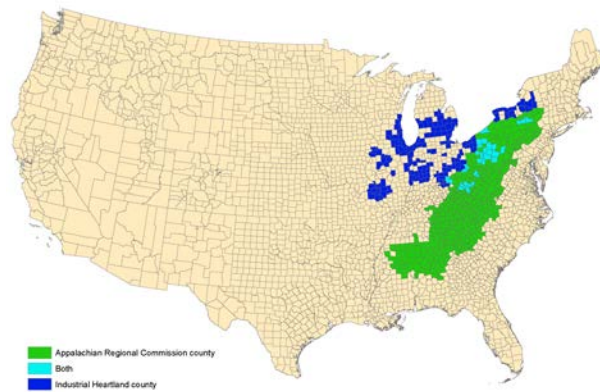 Appalachian Regional Commission county
Both
Industrial Heartland county